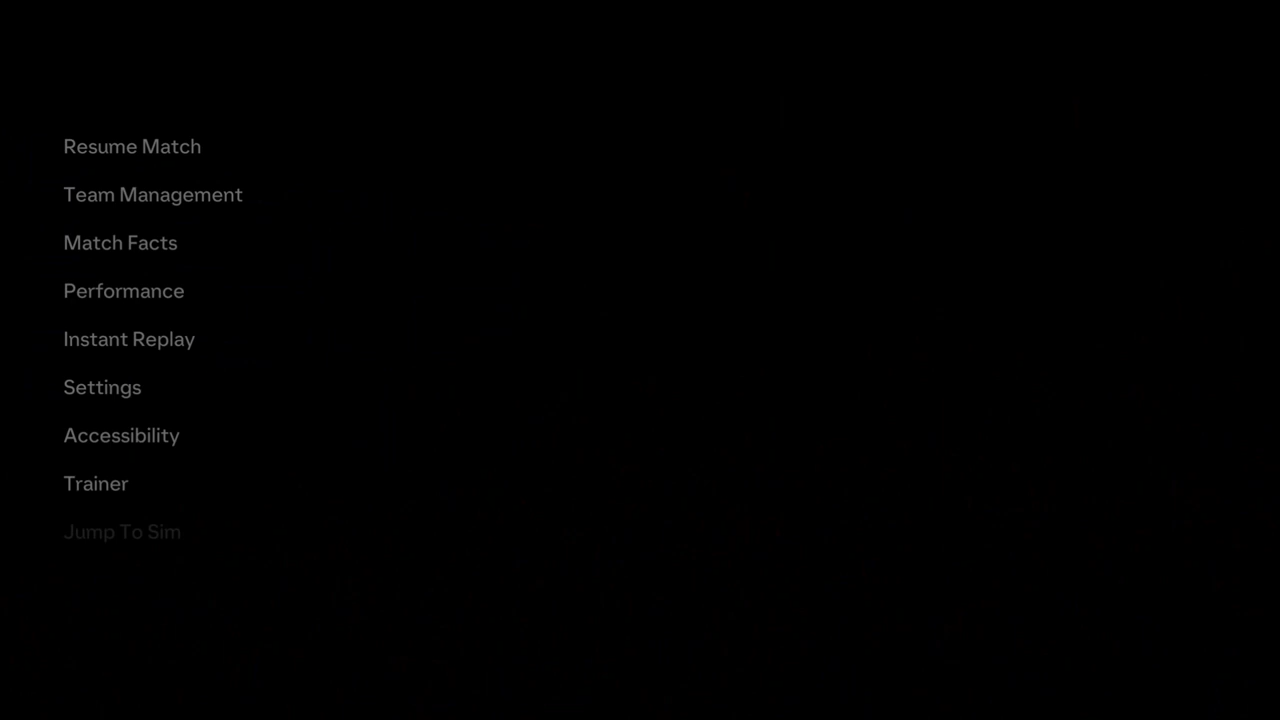 Resume Match
Team Management
Match Facts
Performance
Instant Replay
Settings
Accessibility
Trainer
Jump To Sim